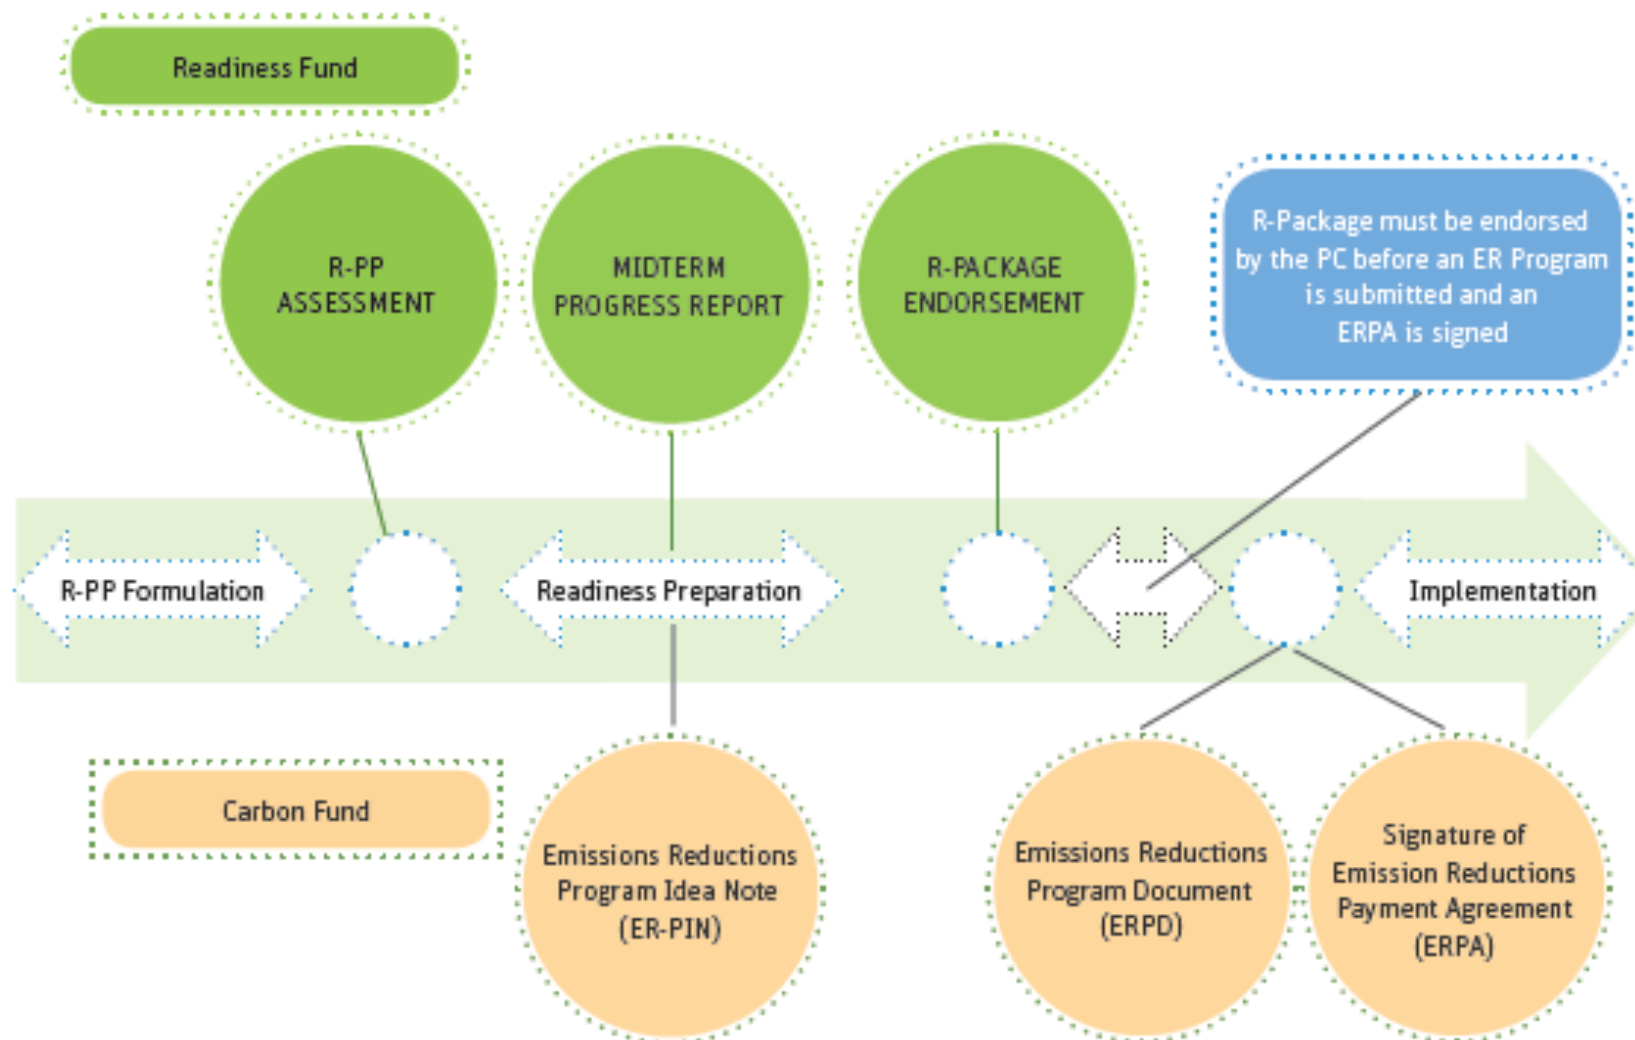 Readiness Fund
R-PP
ASSESSMENT
MIDTERM
PROGRESS REPORT
R-PACKAGE
ENDORSEMENT
R-Package must be endorsed
by the PC before an ER Program
is submitted and an
ERPA is signed
R-PP Formulation
Readiness Preparation
Implementation
Carbon Fund
Emissions Reductions
Program Idea Note
(ER-PIN)
Emissions Reductions
Program Document
(ERPD)
Signature of
Emission Reductions
Payment Agreement
(ERPA)